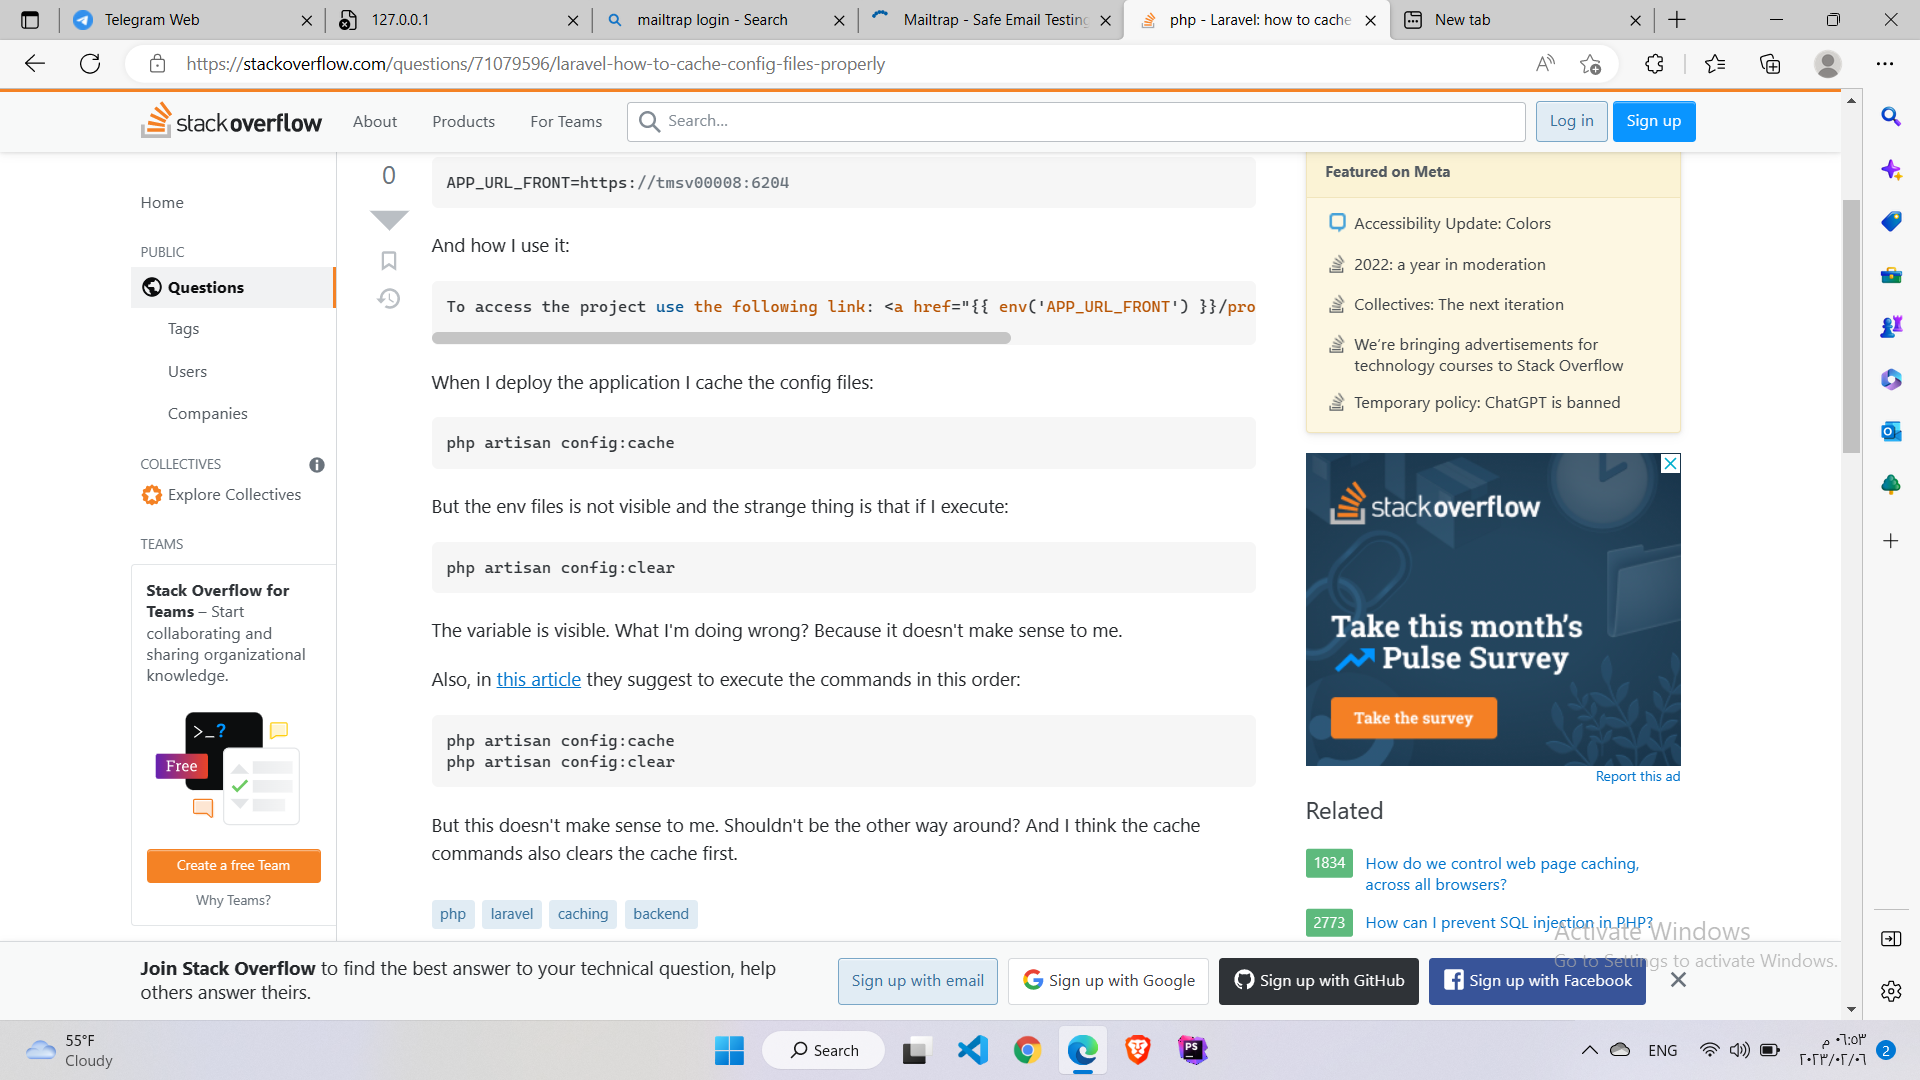 Telegram Web
127.0.0.1
mailtrap login - Search
Mailtrap - Safe Email Testing
php - Laravel: how to cache
New tab
https://stackoverflow.com/questions/71079596/laravel-how-to-cache-config-files-properly
stackoverflow
About
Products
For Teams
Search...
Log in
Sign up
Home
PUBLIC
Questions
Tags
Users
Companies
COLLECTIVES
Explore Collectives
TEAMS
Stack Overflow for
Teams – Start
collaborating and
sharing organizational
knowledge.
>_?
Free
Create a free Team
Why Teams?
0
APP_URL_FRONT=https://tmsv00008:6204
And how I use it:
To access the project use the following link: <a href="{{ env('APP_URL_FRONT') }}/pro
When I deploy the application I cache the config files:
php artisan config:cache
But the env files is not visible and the strange thing is that if I execute:
php artisan config:clear
The variable is visible. What I'm doing wrong? Because it doesn't make sense to me.
Also, in this article they suggest to execute the commands in this order:
php artisan config:cache
php artisan config:clear
But this doesn't make sense to me. Shouldn't be the other way around? And I think the cache
commands also clears the cache first.
php
laravel
caching
backend
Featured on Meta
Accessibility Update: Colors
2022: a year in moderation
Collectives: The next iteration
We’re bringing advertisements for
technology courses to Stack Overflow
Temporary policy: ChatGPT is banned
stackoverflow
Take this month's
Pulse Survey
Take the survey
Report this ad
Related
1834
How do we control web page caching,
across all browsers?
2773
How can I prevent SQL injection in PHP?
Activate Windows
Go to Settings to activate Windows.
Join Stack Overflow to find the best answer to your technical question, help
others answer theirs.
Sign up with email
Sign up with Google
Sign up with GitHub
Sign up with Facebook
55°F
Cloudy
Search
PS
ENG
٠٦:٥٣ م
٢٠٢٣/٠٢/٠٦
2